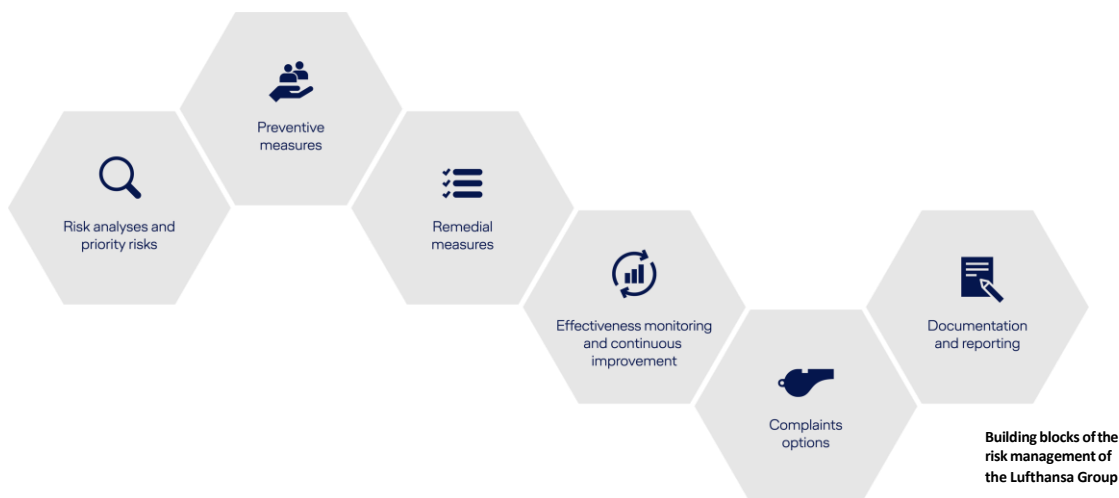 Risk analyses and
priority risks
Preventive
measures
Remedial
measures
Effectiveness monitoring
and continuous
improvement
Complaints
options
Documentation
and reporting
Building blocks of the
risk management of
the Lufthansa Group